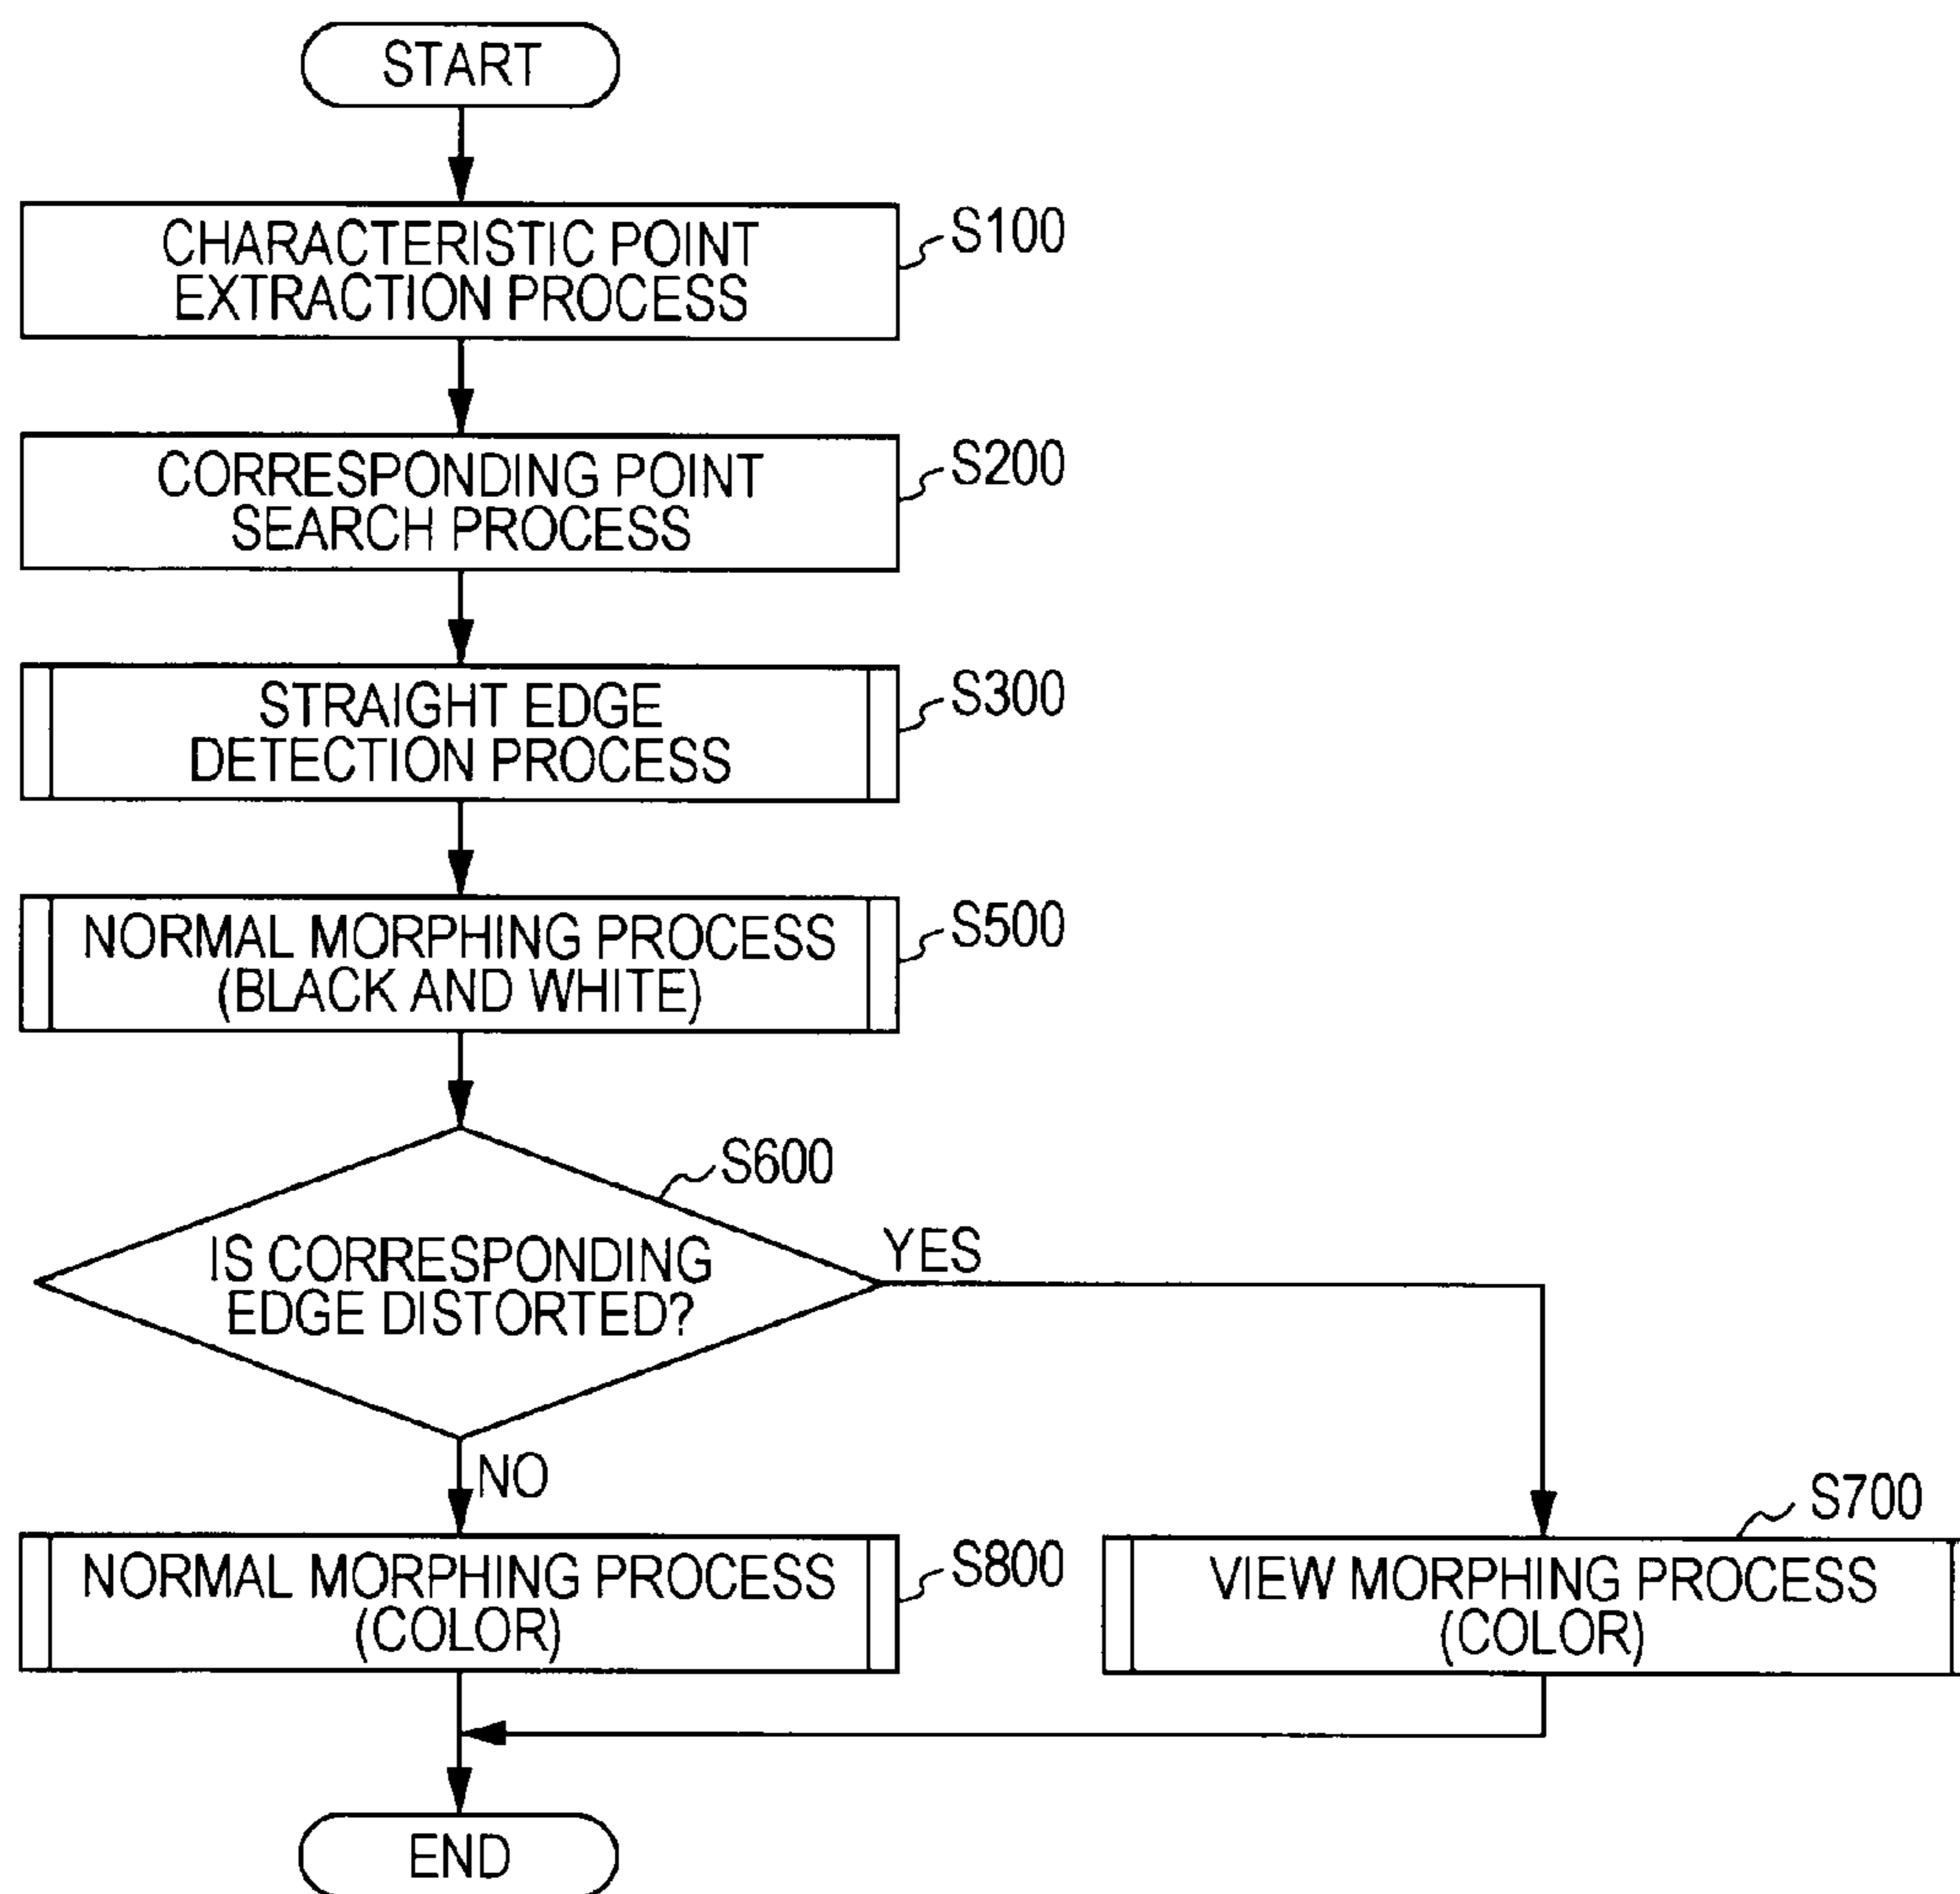 START
CHARACTERISTIC POINT
EXTRACTION PROCESS
S100
CORRESPONDING POINT
SEARCH PROCESS
S200
STRAIGHT EDGE
DETECTION PROCESS
S300
NORMAL MORPHING PROCESS
(BLACK AND WHITE)
S500
S600
IS CORRESPONDING
EDGE DISTORTED?
YES
NO
NORMAL MORPHING PROCESS
(COLOR)
S800
S700
VIEW MORPHING PROCESS
(COLOR)
END